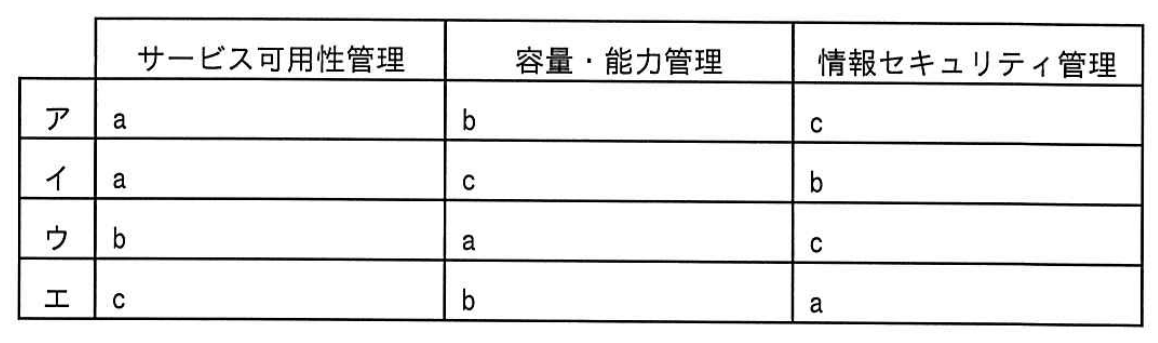 サービス可用性管理 容量・能力管理 情報セキュリティ管理
ア a b c
イ a c b
ウ b a c
エ c b a